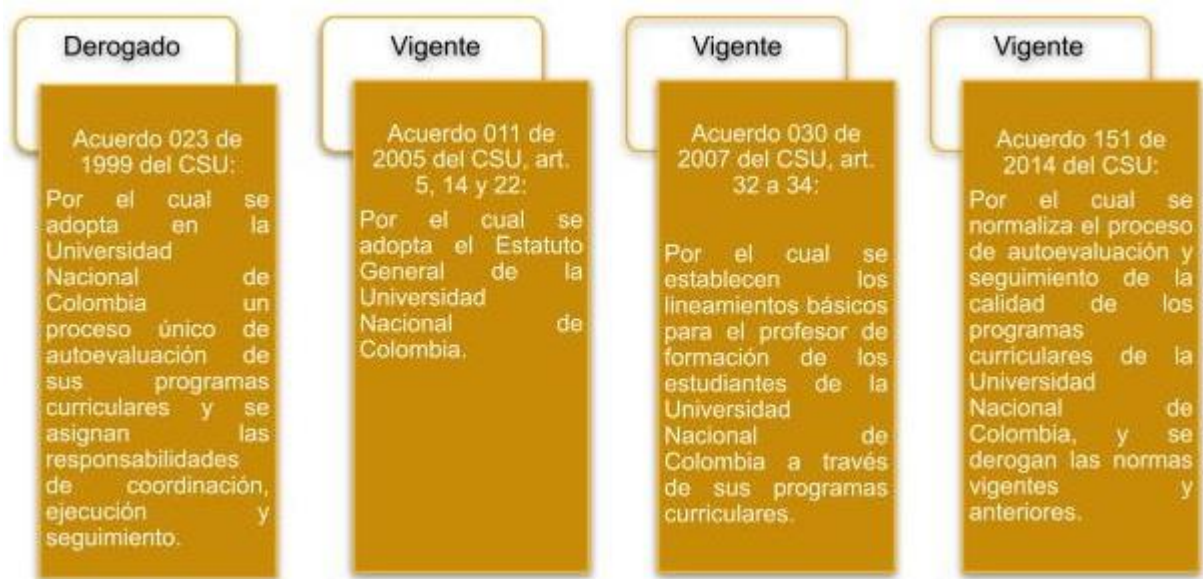 Derogado
Acuerdo 023 de
1999 del CSU:
Por el cual se
adopta en la
Universidad
Nacional de
Colombia un
proceso único de
autoevaluación de
sus programas
curriculares y se
asignan las
responsabilidades
de coordinación,
ejecución y
seguimiento.
Vigente
Acuerdo 011 de
2005 del CSU, art.
5, 14 y 22:
Por el cual se
adopta el Estatuto
General de la
Universidad
Nacional de
Colombia.
Vigente
Acuerdo 030 de
2007 del CSU, art.
32 a 34:
Por el cual se
establecen los
lineamientos básicos
para el profesor de
formación de los
estudiantes de la
Universidad
Nacional de
Colombia a través
de sus programas
curriculares.
Vigente
Acuerdo 151 de
2014 del CSU:
Por el cual se
normaliza el proceso
de autoevaluación y
seguimiento de la
calidad de los
programas
curriculares de la
Universidad
Nacional de
Colombia, y se
derogan las normas
vigentes y
anteriores.